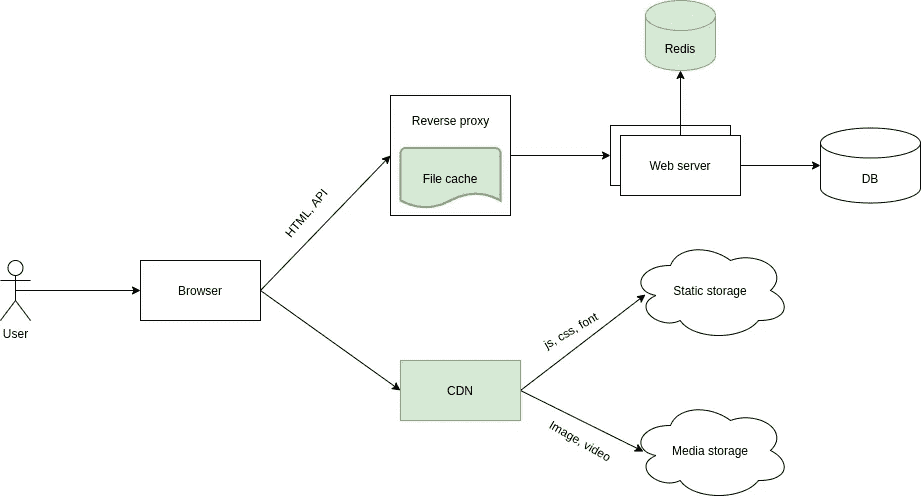 Redis
Reverse proxy
File cache
Web server
DB
HTML, API
User
Browser
CDN
js, css, font
Static storage
Image, video
Media storage